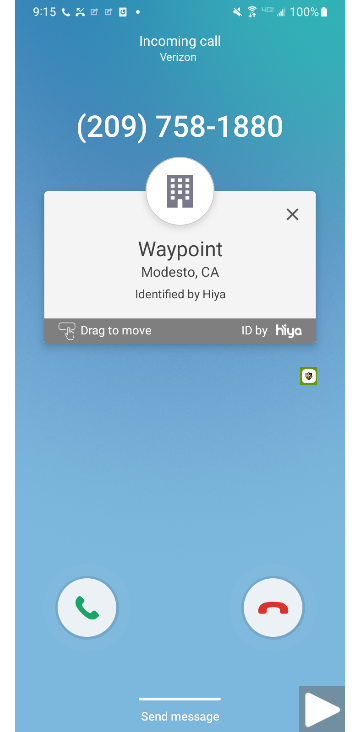 9:15 100%
Incoming call
Verizon
(209) 758-1880
Waypoint
Modesto, CA
Identified by Hiya
Drag to move ID by hiya
Send message